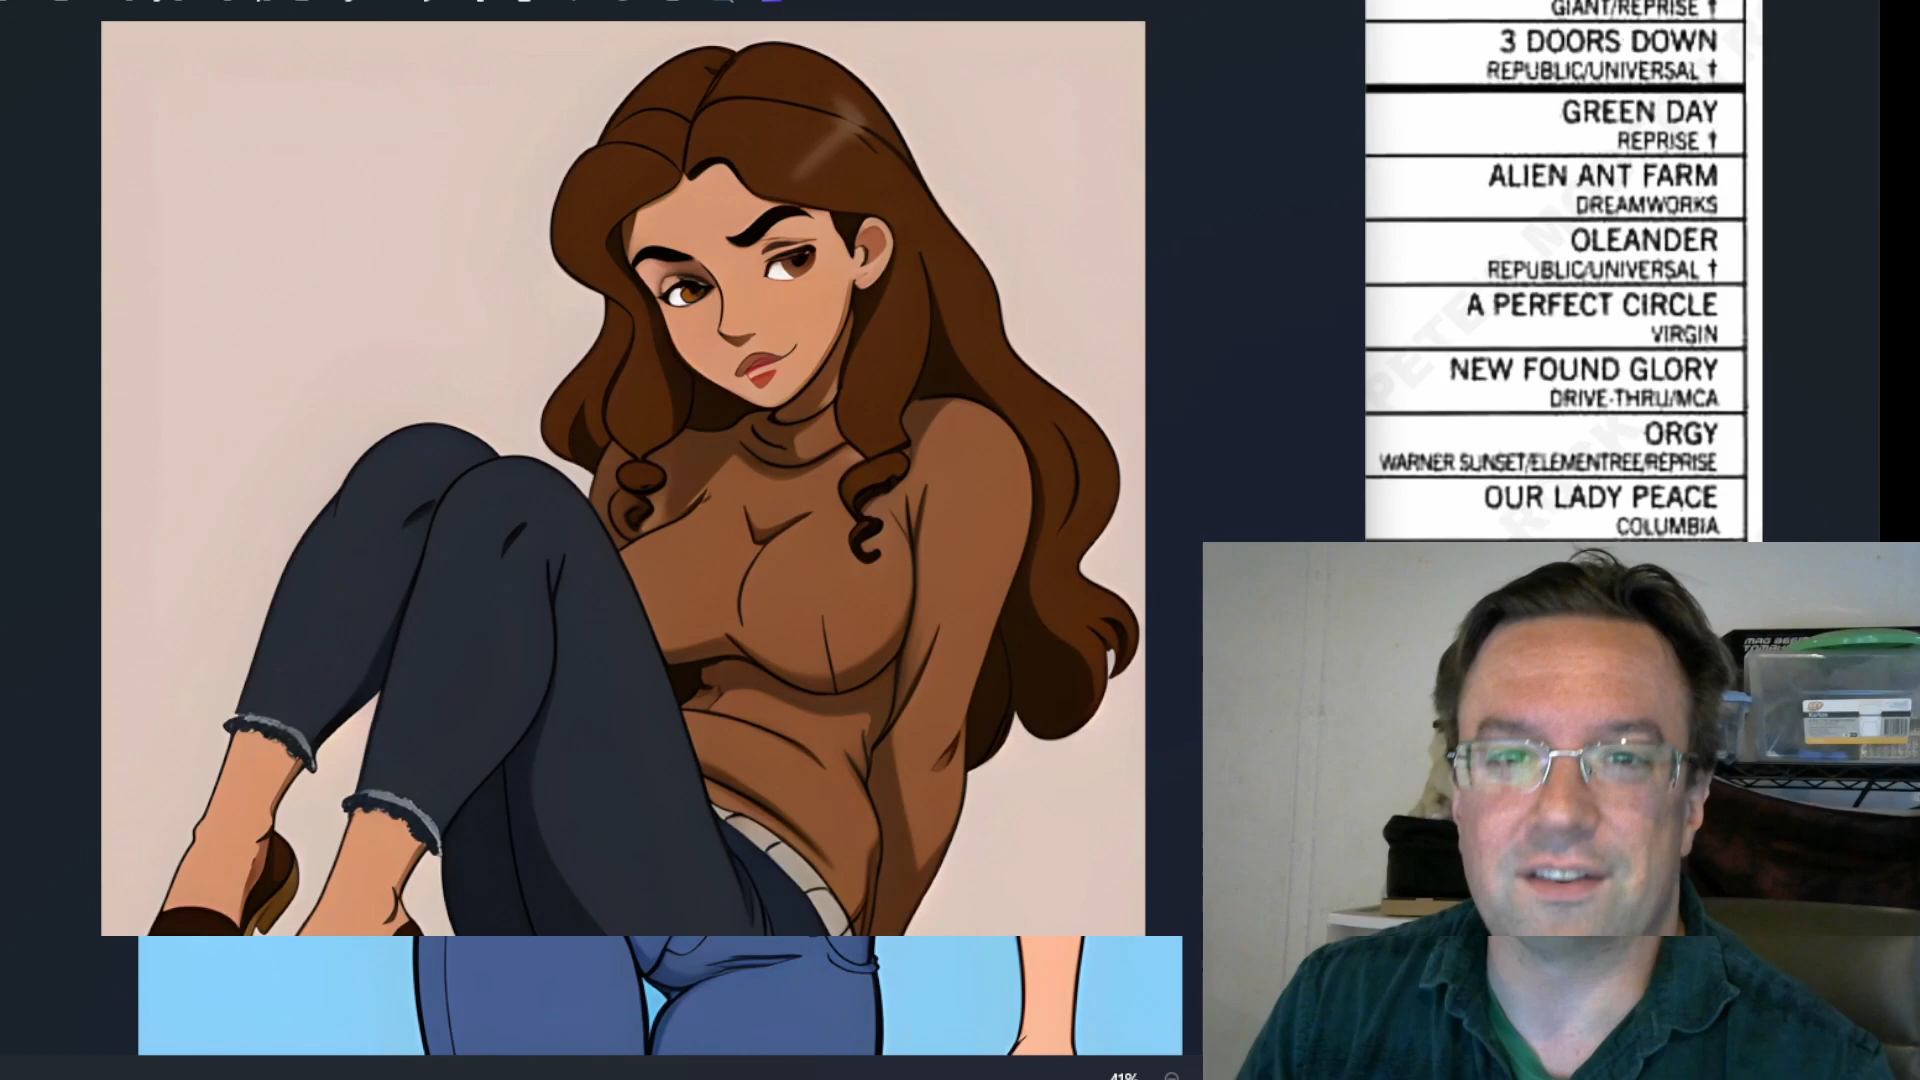 GIANT/REPRISE †
3 DOORS DOWN
REPUBLIC/UNIVERSAL †
GREEN DAY
REPRISE †
ALIEN ANT FARM
DREAMWORKS
OLEANDER
REPUBLIC/UNIVERSAL †
A PERFECT CIRCLE
VIRGIN
NEW FOUND GLORY
DRIVE-THRU/MCA
ORGY
WARNER SUNSET/ELEMENTREE/REPRISE
OUR LADY PEACE
COLUMBIA
41%